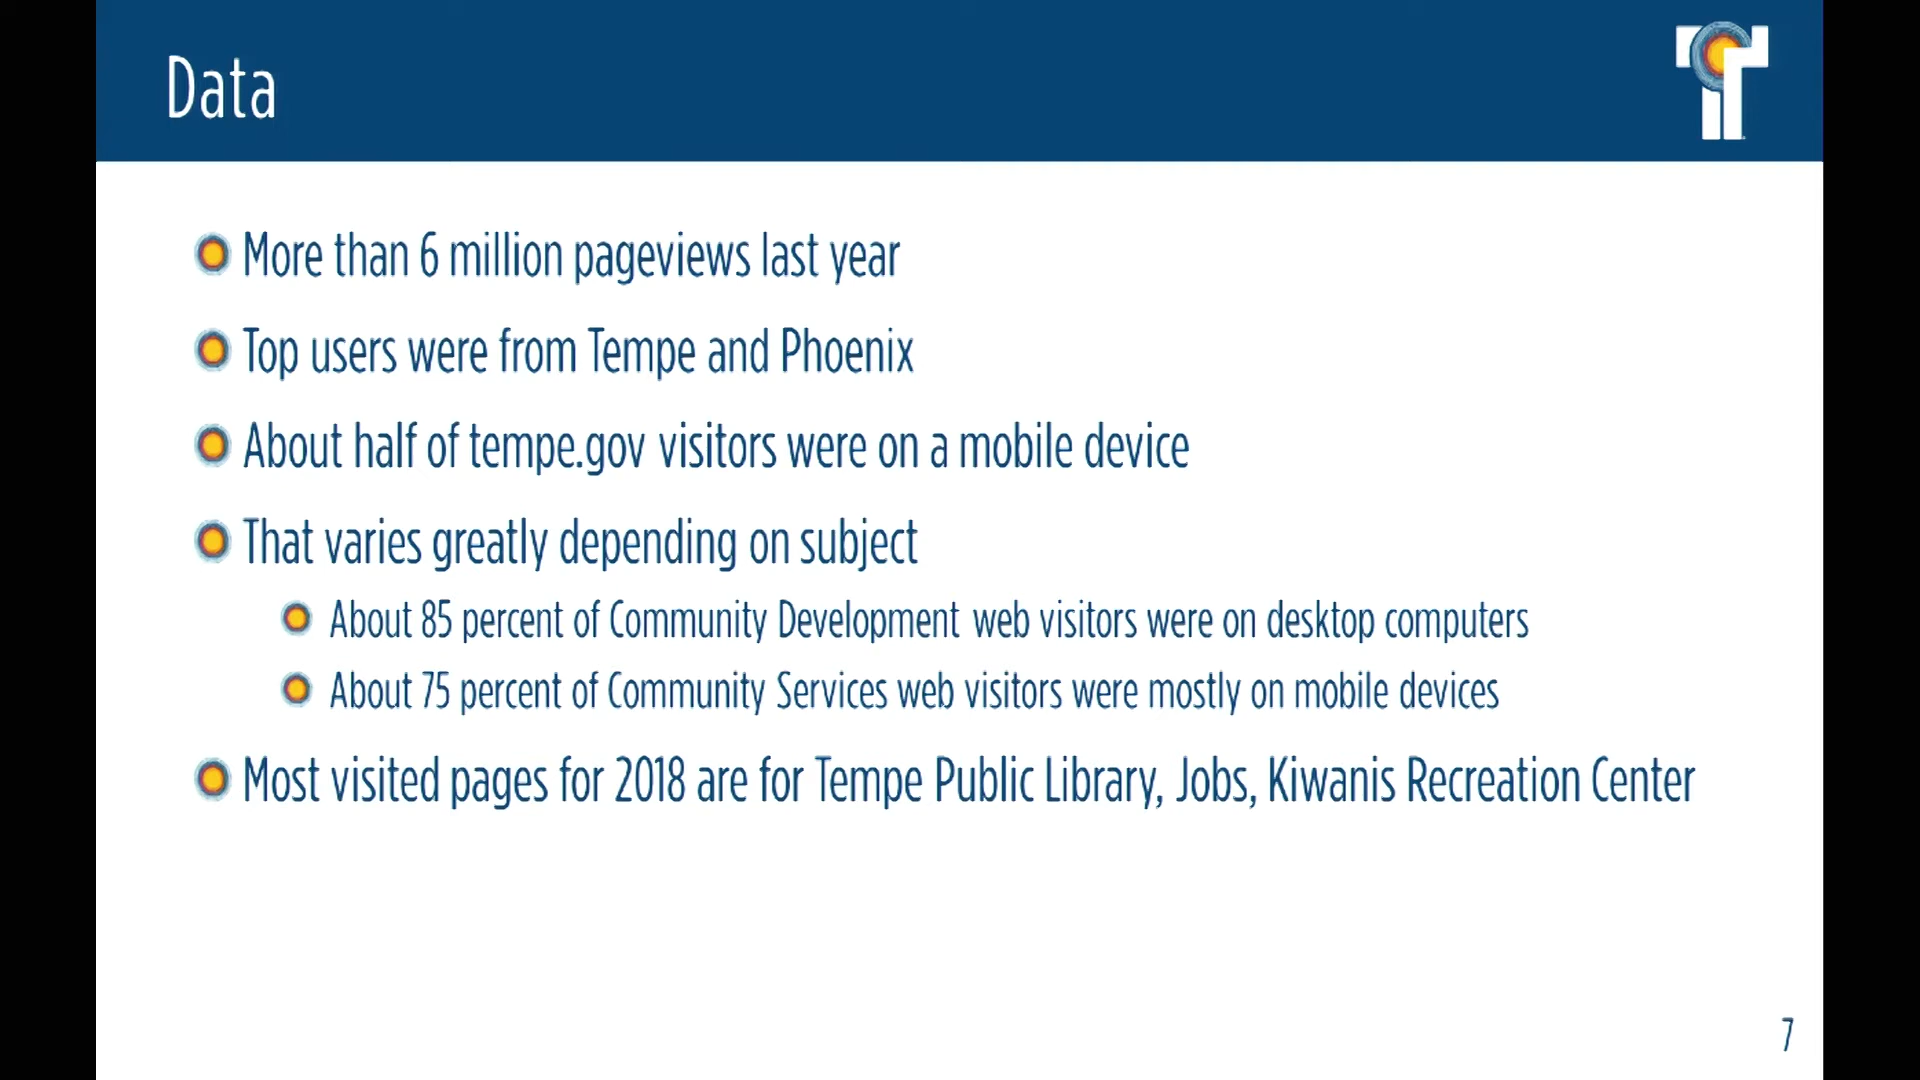 Data
More than 6 million pageviews last year
Top users were from Tempe and Phoenix
About half of tempe.gov visitors were on a mobile device
That varies greatly depending on subject
About 85 percent of Community Development web visitors were on desktop computers
About 75 percent of Community Services web visitors were mostly on mobile devices
Most visited pages for 2018 are for Tempe Public Library, Jobs, Kiwanis Recreation Center
7